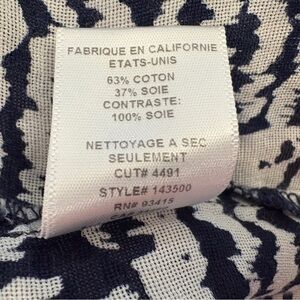 FABRIQUE EN CALIFORNIE
ETATS-UNIS
63% COTON
37% SOIE
CONTRASTE:
100% SOIE
NETTOYAGE A SEC
SEULEMENT
CUT# 4491
STYLE# 143500
RN# 93415